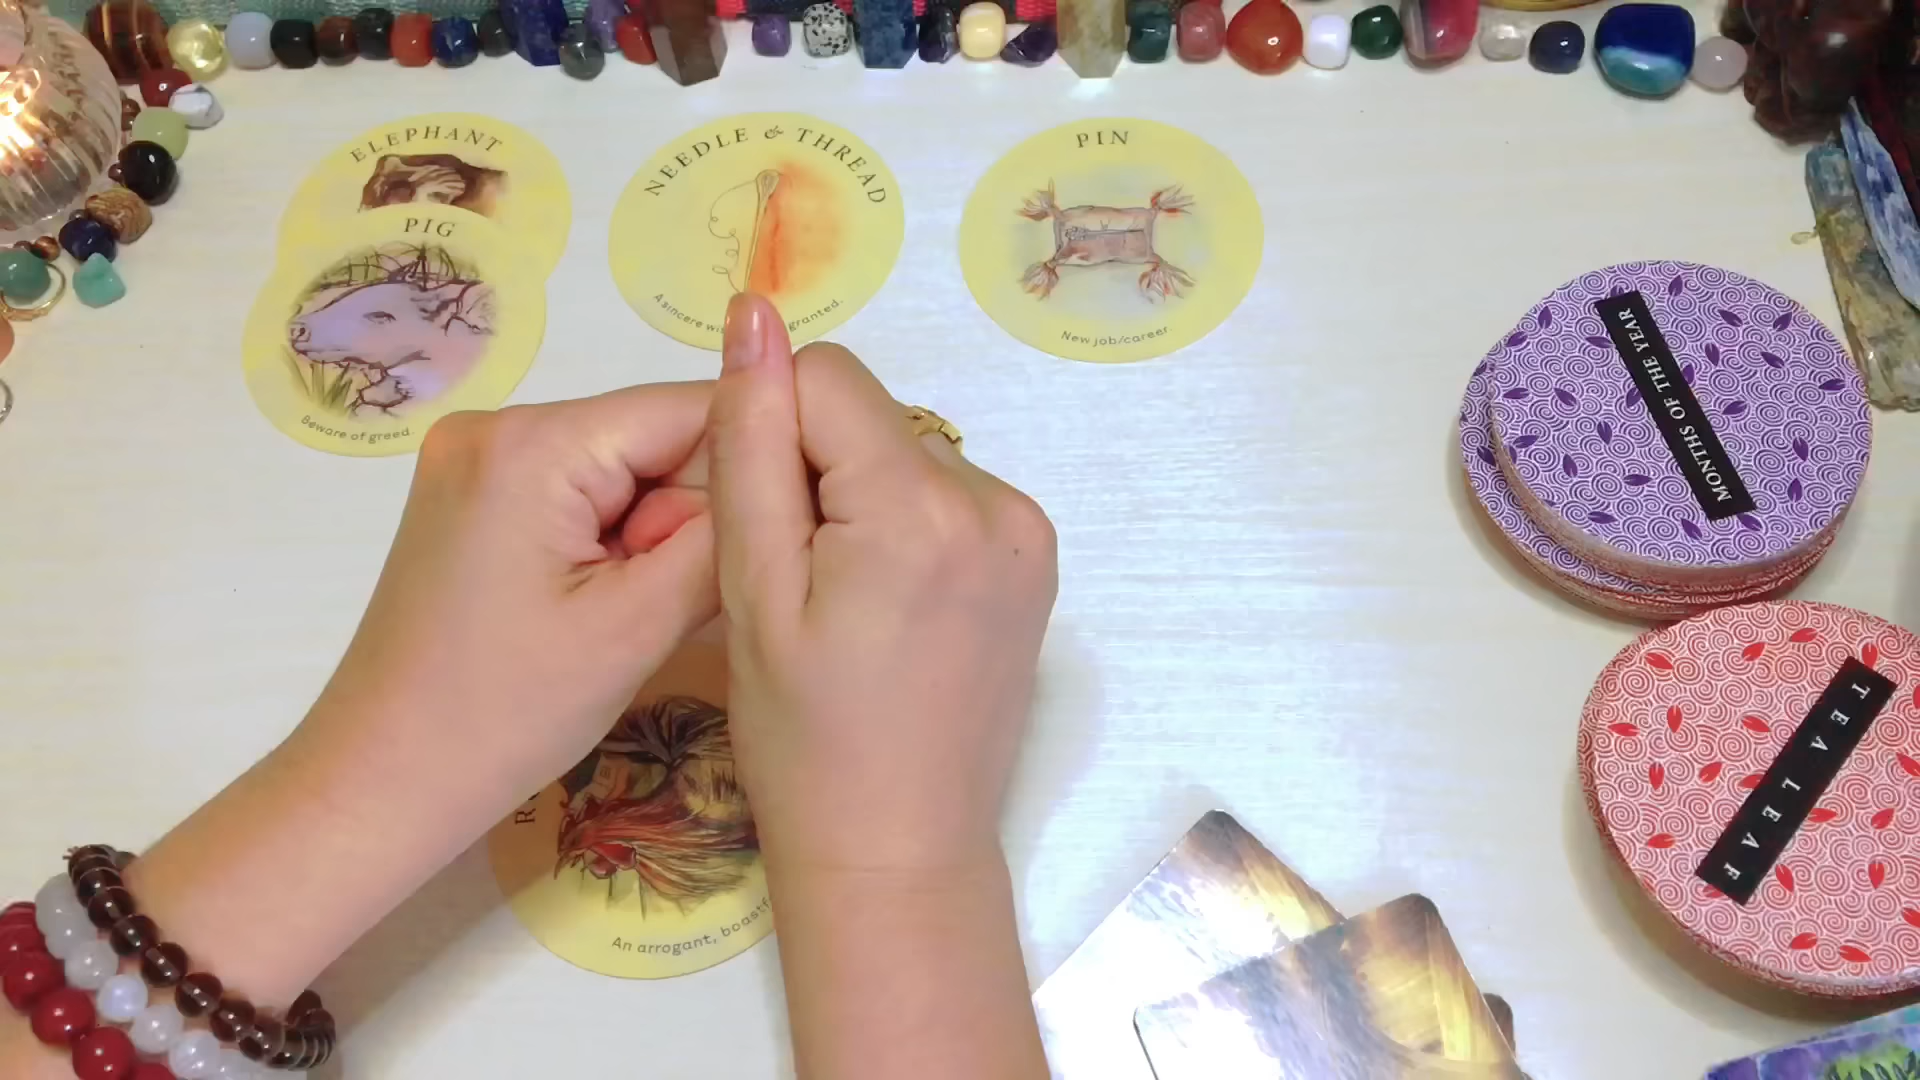 ELEPHANT
PIG
Beware of greed.
NEEDLE & THREAD
A sincere granted.
PIN
New job/career.
MONTHS OF THE YEAR
TEA LEAF
An arrogant,